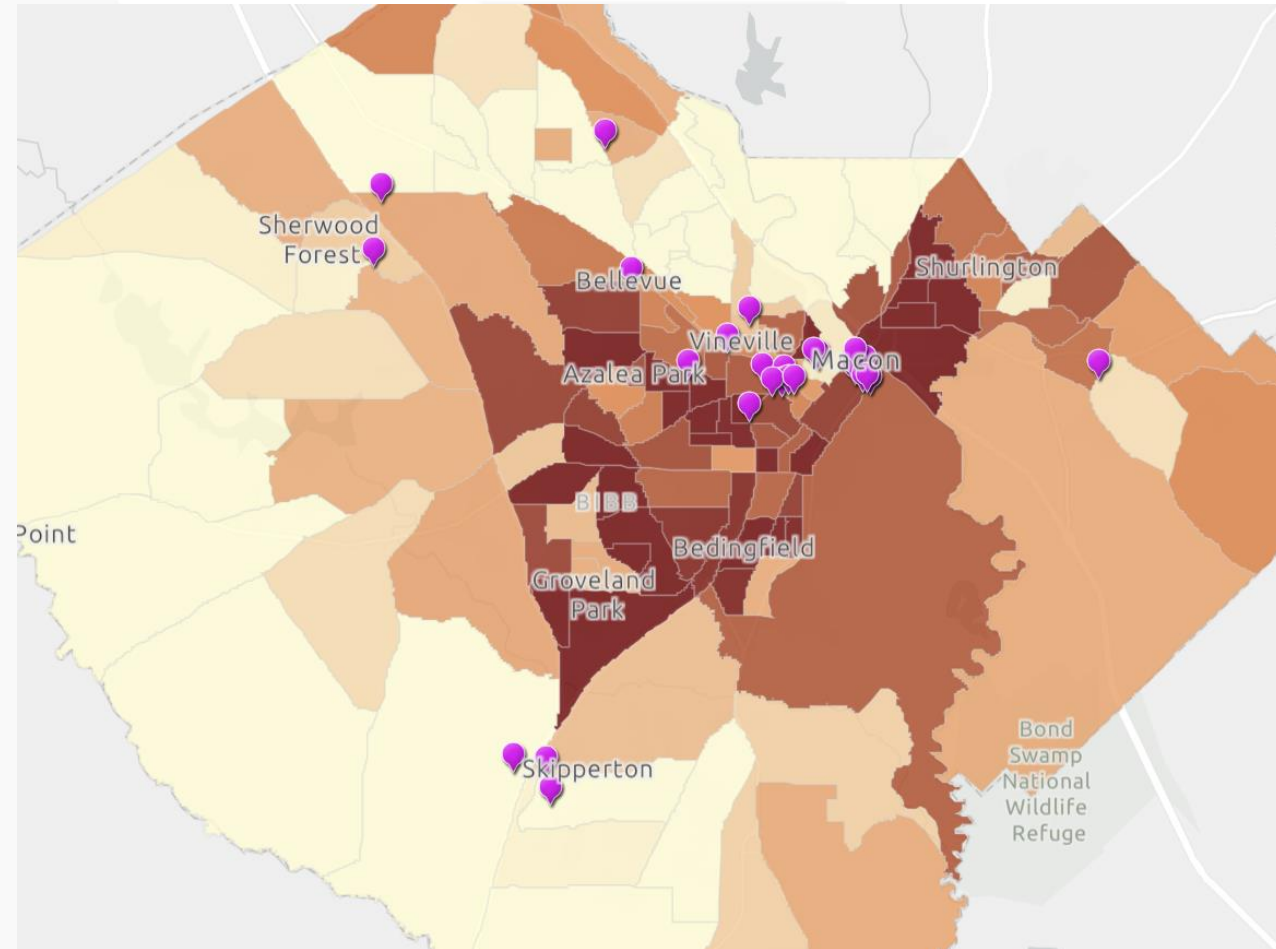 Sherwood
Forest
Bellevue
Shurlington
Vineville
Macon
Azalea Park
BIBB
Point
Bedingfield
Groveland
Park
Skipperton
Bond
Swamp
National
Wildlife
Refuge